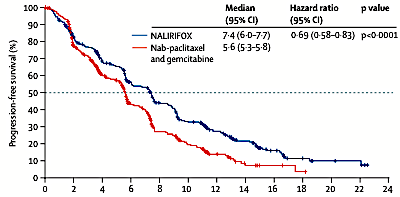 Median
(95% CI)
Hazard ratio
(95% CI)
p value
NALIRIFOX
7·4 (6·0–7·7)
0·69 (0·58–0·83)
p<0·0001
Nab-paclitaxel
and gemcitabine
5·6 (5·3–5·8)
Progression-free survival (%)
100
90
80
70
60
50
40
30
20
10
0
0 2 4 6 8 10 12 14 16 18 20 22 24